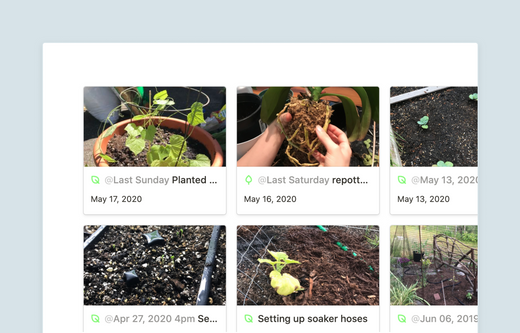 @Last Sunday Planted ...
May 17, 2020
@Last Saturday repott...
May 16, 2020
@May 13, 2020
May 13, 2020
@Apr 27, 2020 4pm Se...
Setting up soaker hoses
@Jun 06, 2019